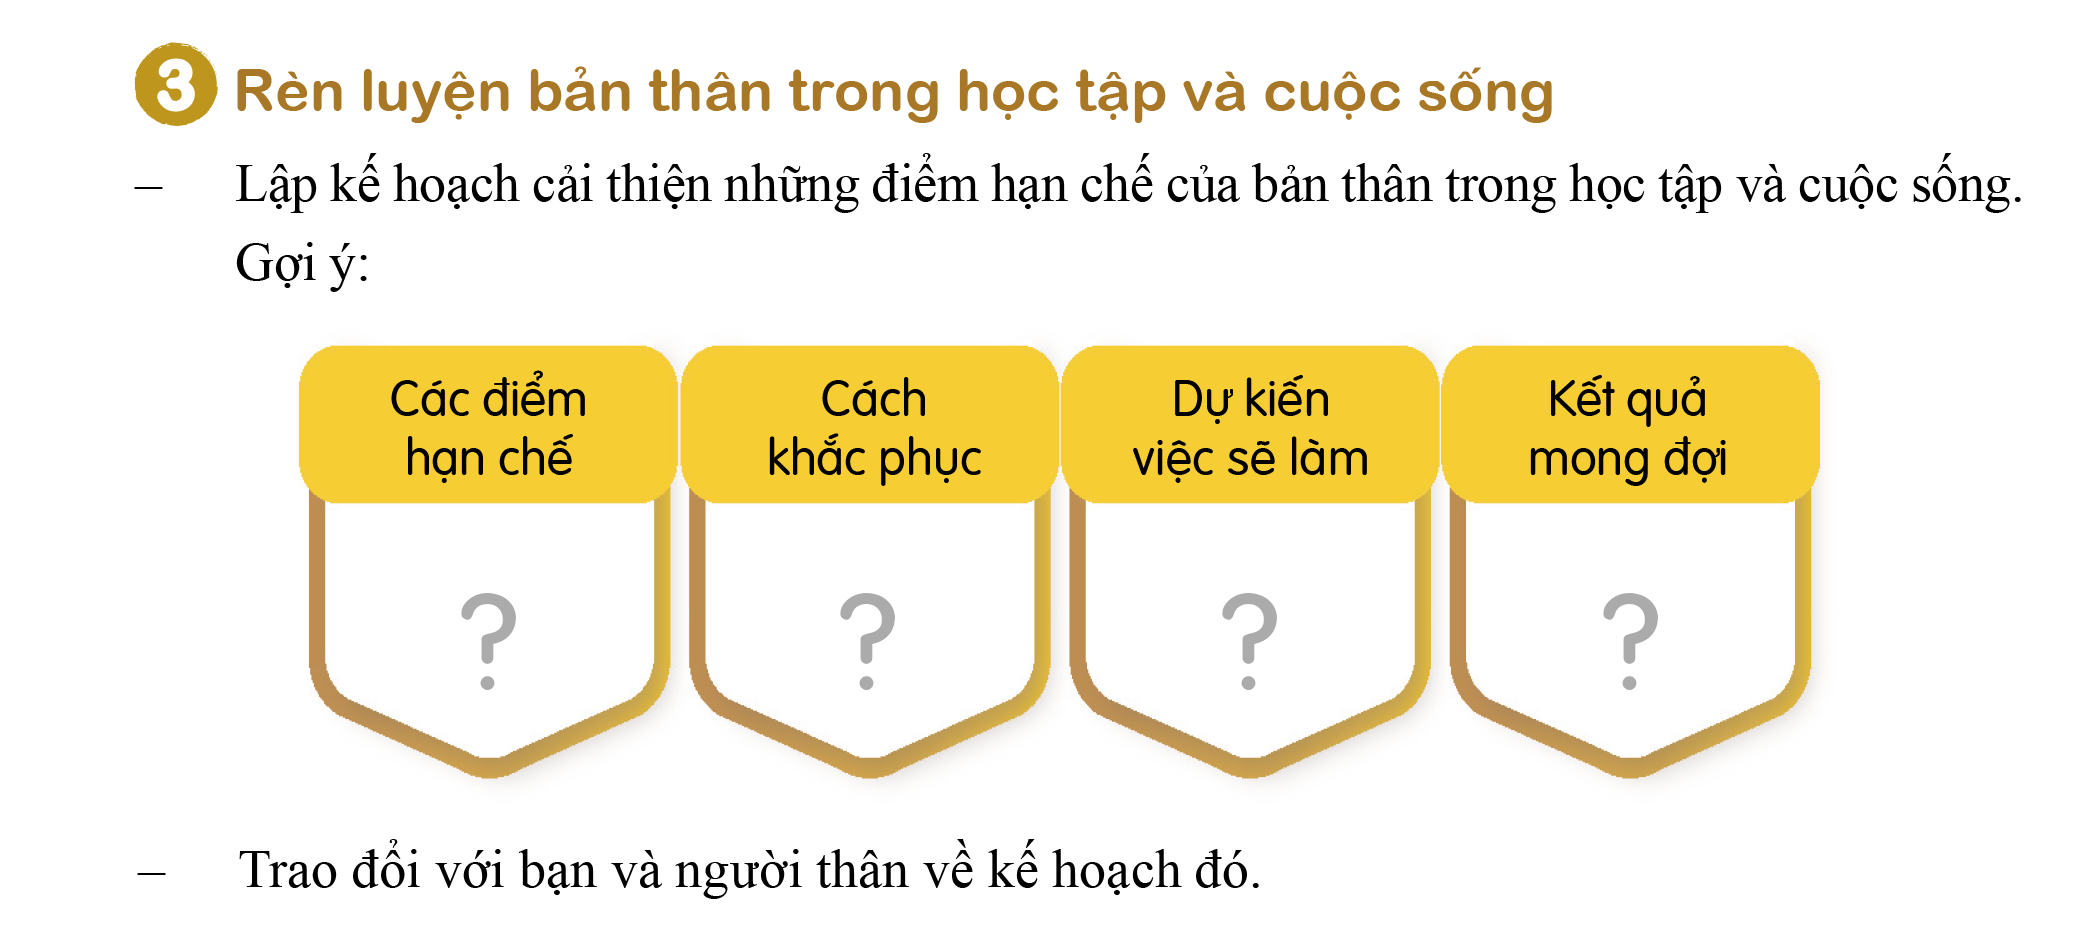 3 Rèn luyện bản thân trong học tập và cuộc sống
– Lập kế hoạch cải thiện những điểm hạn chế của bản thân trong học tập và cuộc sống.
Gợi ý:
Các điểm
hạn chế
?
Cách
khắc phục
?
Dự kiến
việc sẽ làm
?
Kết quả
mong đợi
?
– Trao đổi với bạn và người thân về kế hoạch đó.